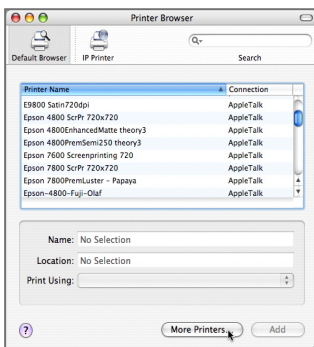 Printer Browser
Default Browser IP Printer Search
Printer Name Connection
E9800 Satin720dpi AppleTalk
Epson 4800 ScrPr 720x720 AppleTalk
Epson 4800EnhancedMatte theory3 AppleTalk
Epson 4800PremSemi250 theory3 AppleTalk
Epson 7600 Screenprinting 720 AppleTalk
Epson 7800 ScrPr 720x720 AppleTalk
Epson 7800PremLuster - Papaya AppleTalk
Epson-4800-Fuji-Olaf AppleTalk
Name: No Selection
Location: No Selection
Print Using:
? More Printers... Add